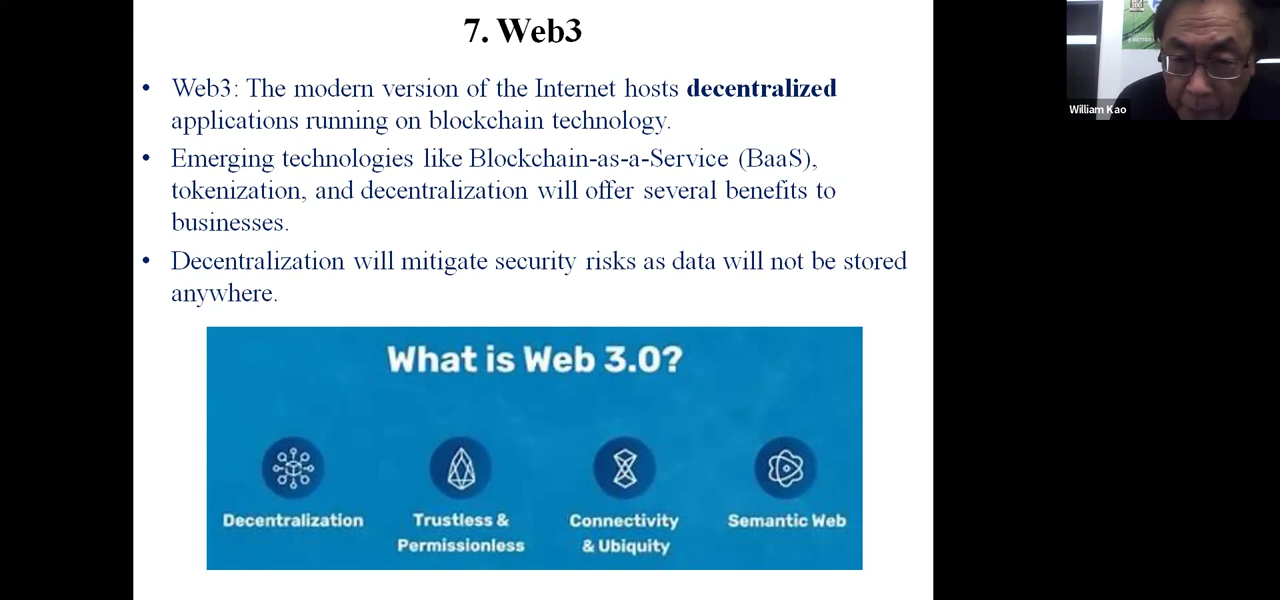 7. Web3
• Web3: The modern version of the Internet hosts decentralized
applications running on blockchain technology.
• Emerging technologies like Blockchain-as-a-Service (BaaS),
tokenization, and decentralization will offer several benefits to
businesses.
• Decentralization will mitigate security risks as data will not be stored
anywhere.
What is Web 3.0?
Decentralization
Trustless &
Permissionless
Connectivity
& Ubiquity
Semantic Web
William Kao